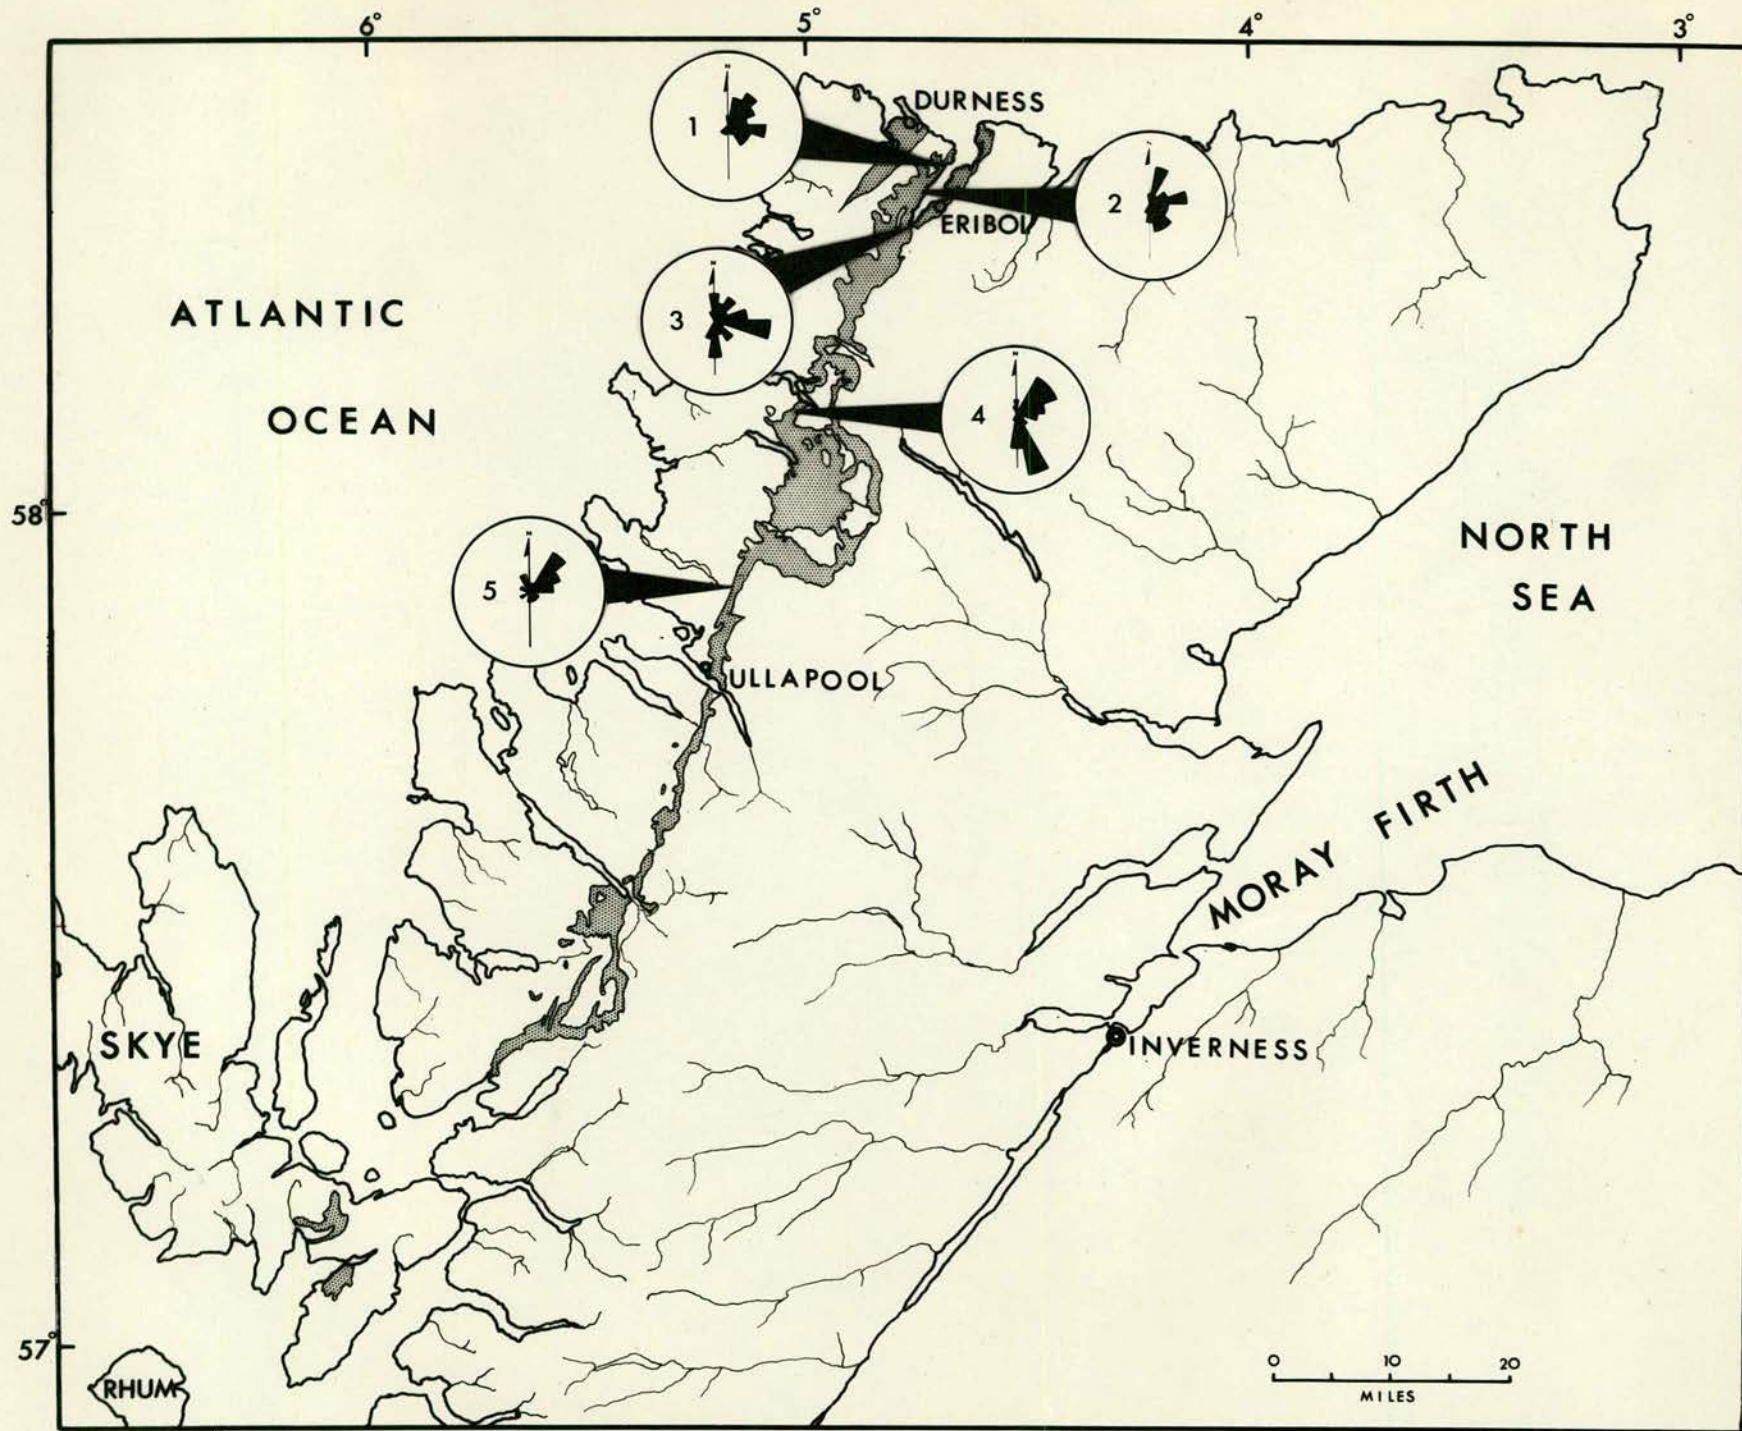 6° 5° 4° 3°
DURNESS
1
2
ERIBOL
3
ATLANTIC
OCEAN
4
58°
NORTH
SEA
5
ULLAPOOL
MORAY FIRTH
SKYE
INVERNESS
57°
RHUM
0 10 20
MILES